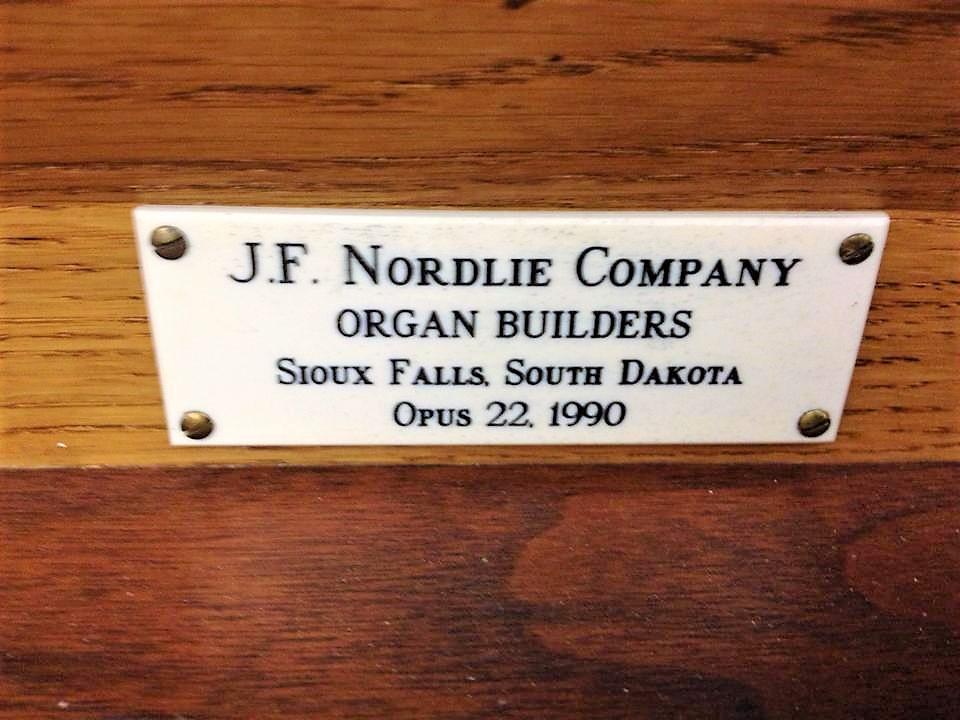 J.F. Nordlie Company
ORGAN BUILDERS
Sioux Falls, South Dakota
Opus 22, 1990